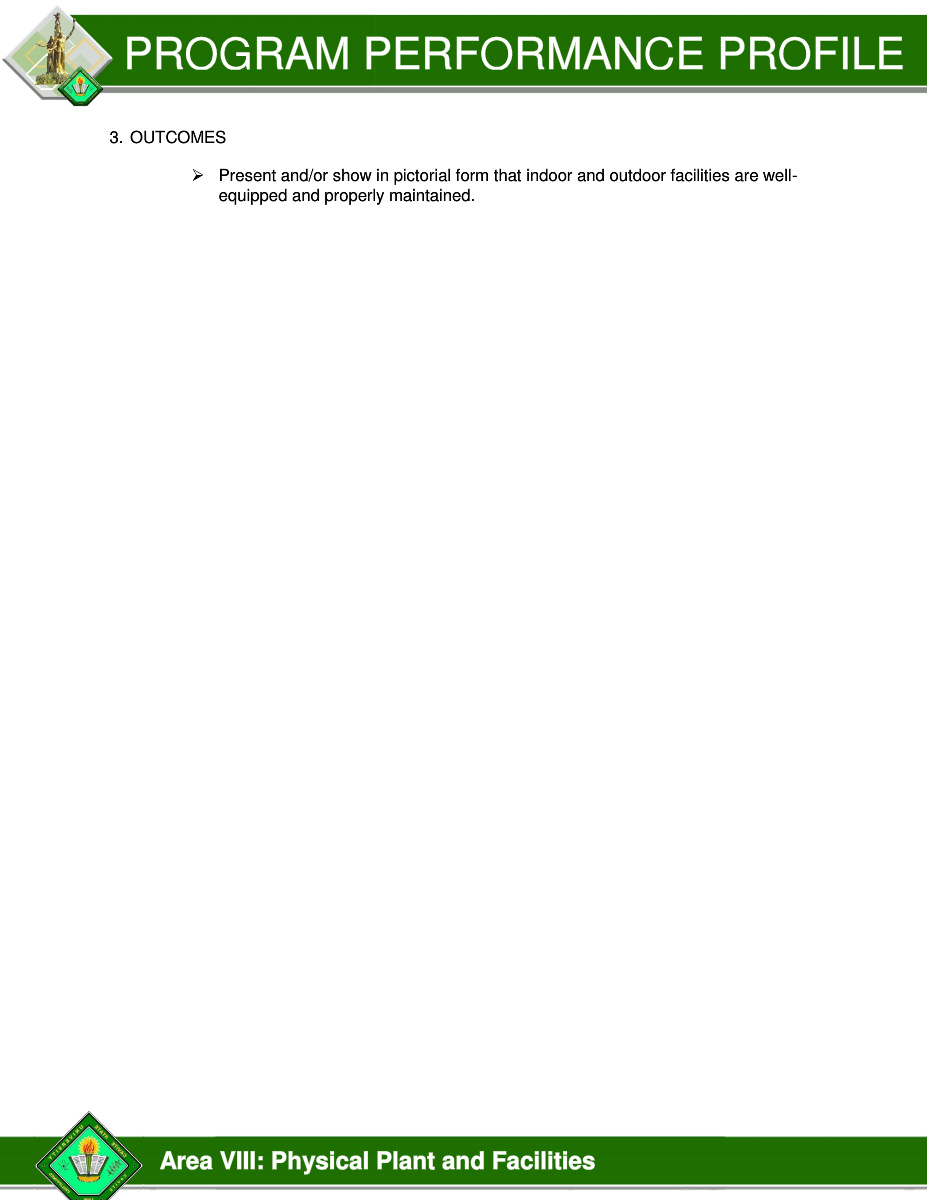 PROGRAM PERFORMANCE PROFILE
3. OUTCOMES
➢ Present and/or show in pictorial form that indoor and outdoor facilities are well-
equipped and properly maintained.
Area VIII: Physical Plant and Facilities